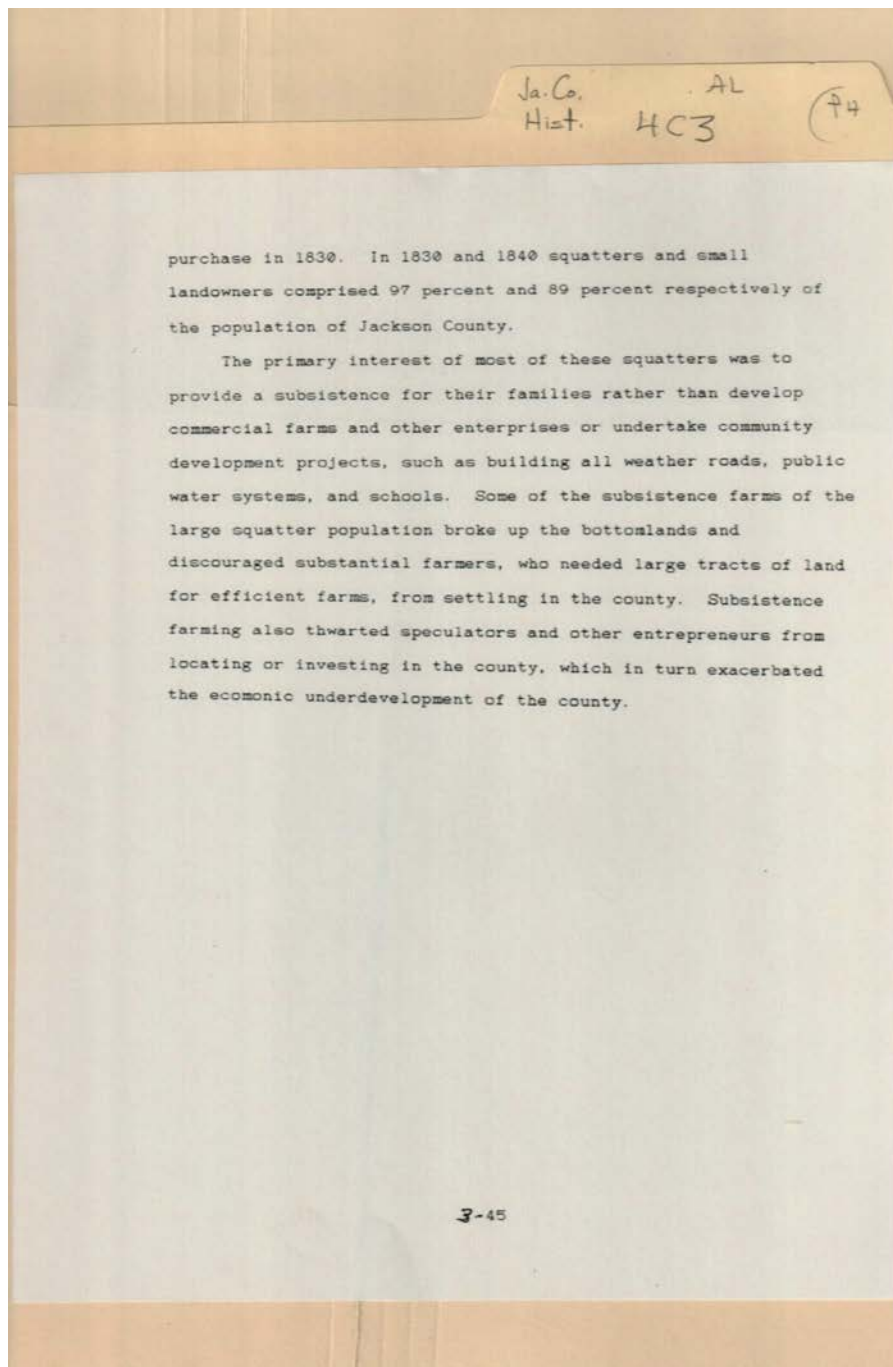 Ja. Co. AL
Hist. 4C3 P4
purchase in 1830. In 1830 and 1840 squatters and small
landowners comprised 97 percent and 89 percent respectively of
the population of Jackson County.
The primary interest of most of these squatters was to
provide a subsistence for their families rather than develop
commercial farms and other enterprises or undertake community
development projects, such as building all weather roads, public
water systems, and schools. Some of the subsistence farms of the
large squatter population broke up the bottomlands and
discouraged substantial farmers, who needed large tracts of land
for efficient farms, from settling in the county. Subsistence
farming also thwarted speculators and other entrepreneurs from
locating or investing in the county, which in turn exacerbated
the ecomonic underdevelopment of the county.
3-45